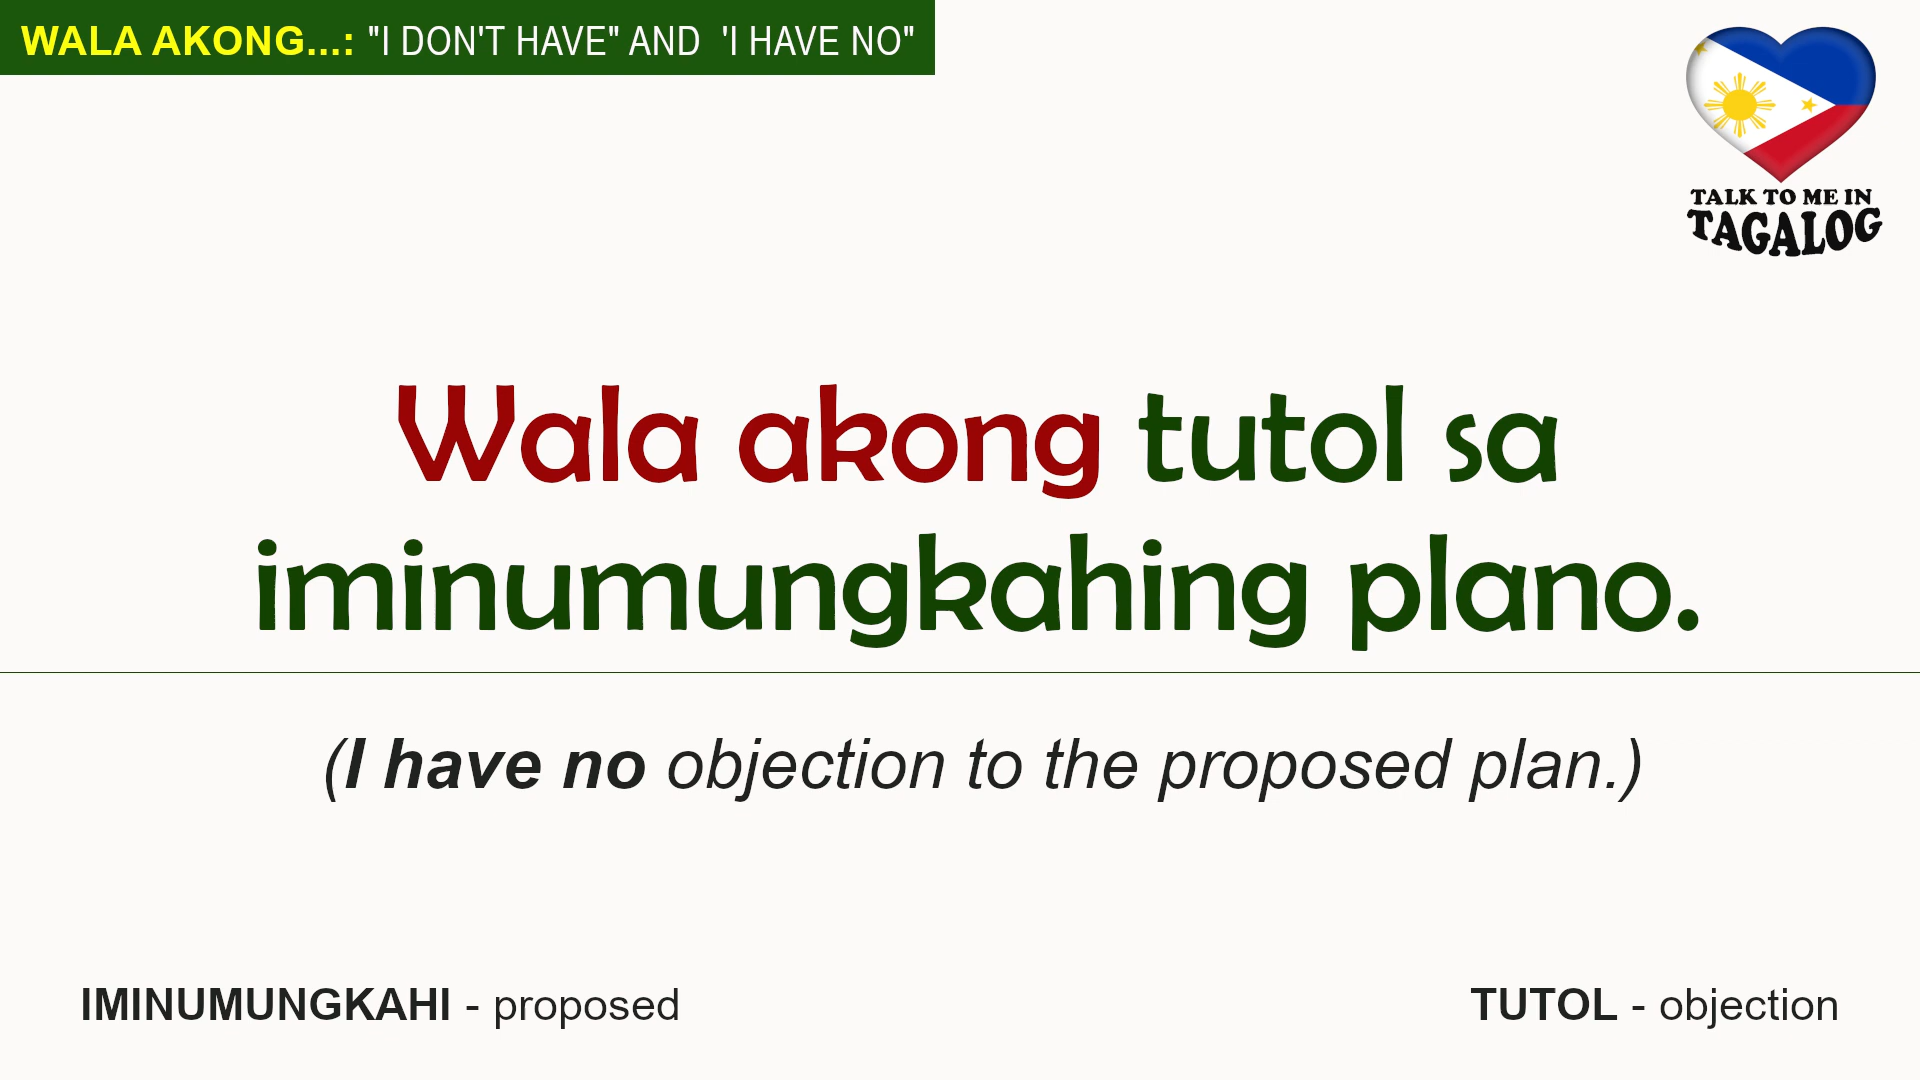 WALA AKONG...: "I DON'T HAVE" AND 'I HAVE NO"
TALK TO ME IN
TAGALOG
Wala akong tutol sa
iminumungkahing plano.
(I have no objection to the proposed plan.)
IMINUMUNGKAHI - proposed
TUTOL - objection